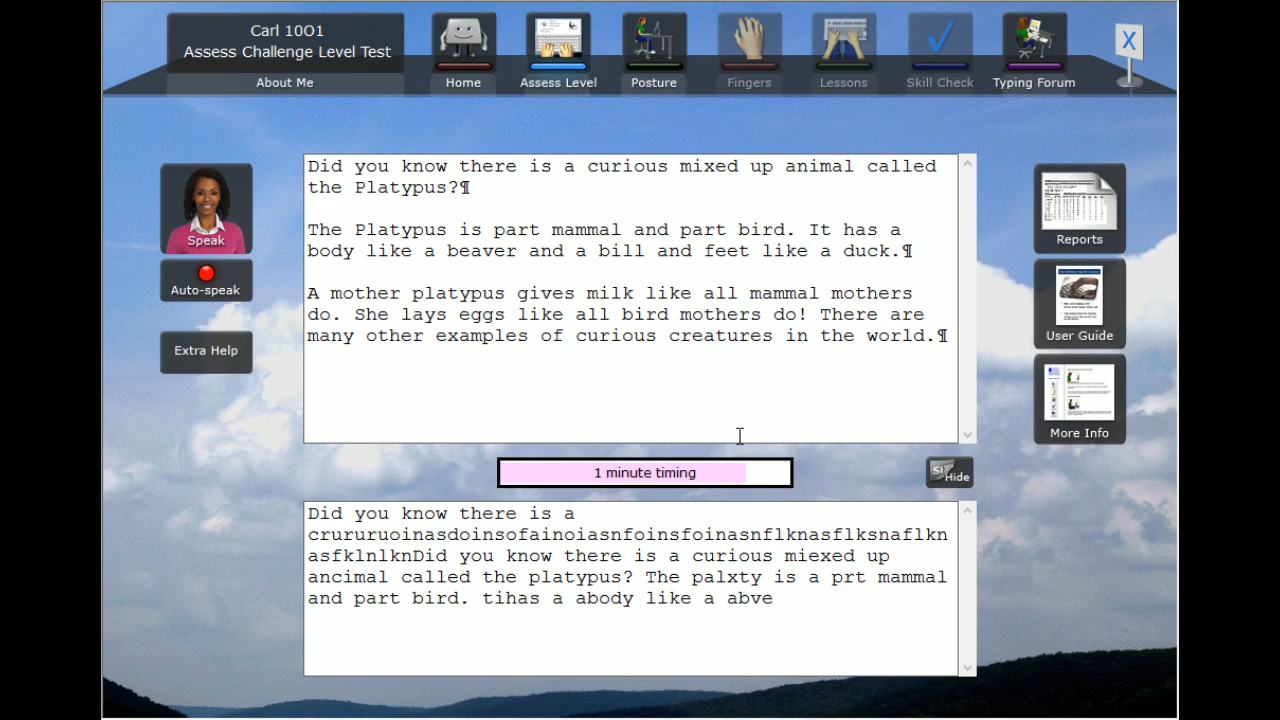 Carl 1001
Assess Challenge Level Test
About Me
Home
Assess Level
Posture
Fingers
Lessons
Skill Check
Typing Forum
X
Speak
Auto-speak
Extra Help
Did you know there is a curious mixed up animal called
the Platypus?¶
The Platypus is part mammal and part bird. It has a
body like a beaver and a bill and feet like a duck.¶
A mother platypus gives milk like all mammal mothers
do. She lays eggs like all bird mothers do! There are
many other examples of curious creatures in the world.¶
Reports
User Guide
More Info
1 minute timing
Hide
Did you know there is a
crururuoinasdoinsofainoiasnfoinsfoinasnflknasflksnaflkn
asfklnlknDid you know there is a curious miexed up
ancimal called the platypus? The palxty is a prt mammal
and part bird. tihas a abody like a abve